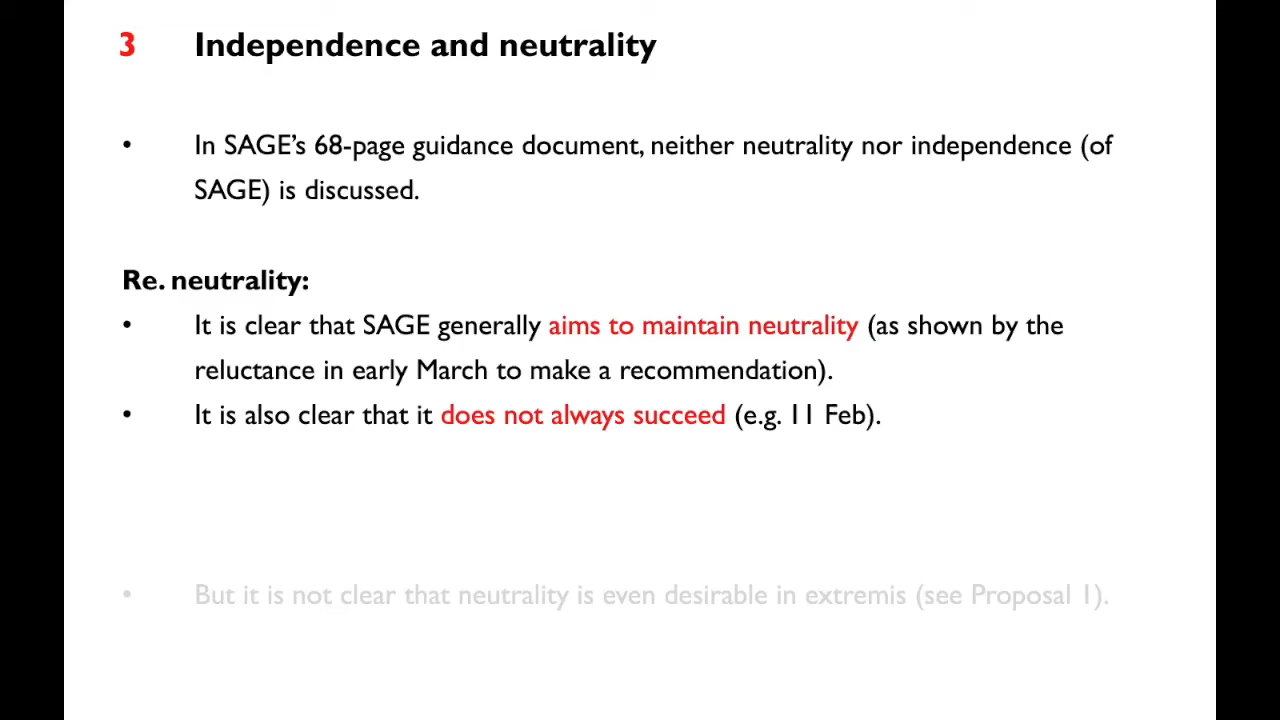 3 Independence and neutrality
• In SAGE’s 68-page guidance document, neither neutrality nor independence (of
SAGE) is discussed.
Re. neutrality:
• It is clear that SAGE generally aims to maintain neutrality (as shown by the
reluctance in early March to make a recommendation).
• It is also clear that it does not always succeed (e.g. 11 Feb).
• But it is not clear that neutrality is even desirable in extremis (see Proposal 1).